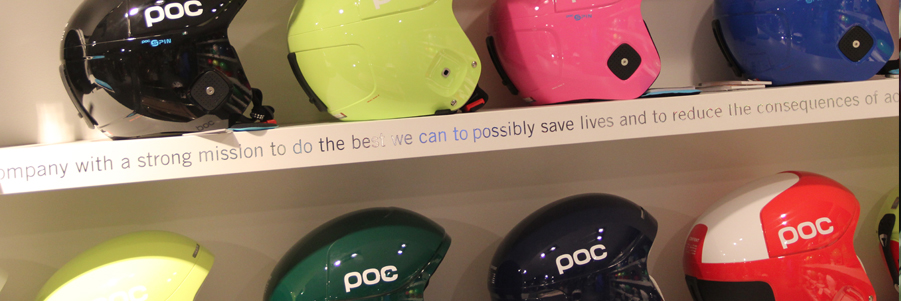 poc
SPIN
ompany with a strong mission to do the best we can to possibly save lives and to reduce the consequences of ac
poc
poc
poc
poc